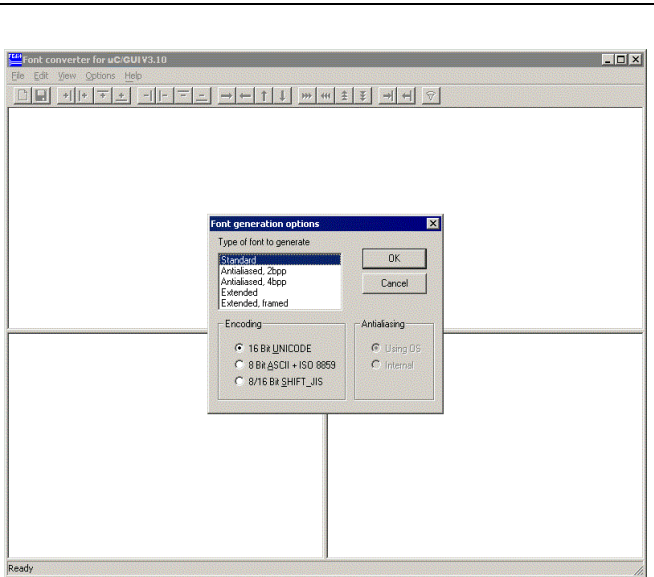 Font converter for µC/GUI V3.10
File Edit View Options Help
Font generation options
Type of font to generate
Standard
Antialiased, 2bpp
Antialiased, 4bpp
Extended
Extended, framed
OK
Cancel
Encoding
16 Bit UNICODE
8 Bit ASCII + ISO 8859
8/16 Bit SHIFT_JIS
Antialiasing
Using OS
Internal
Ready